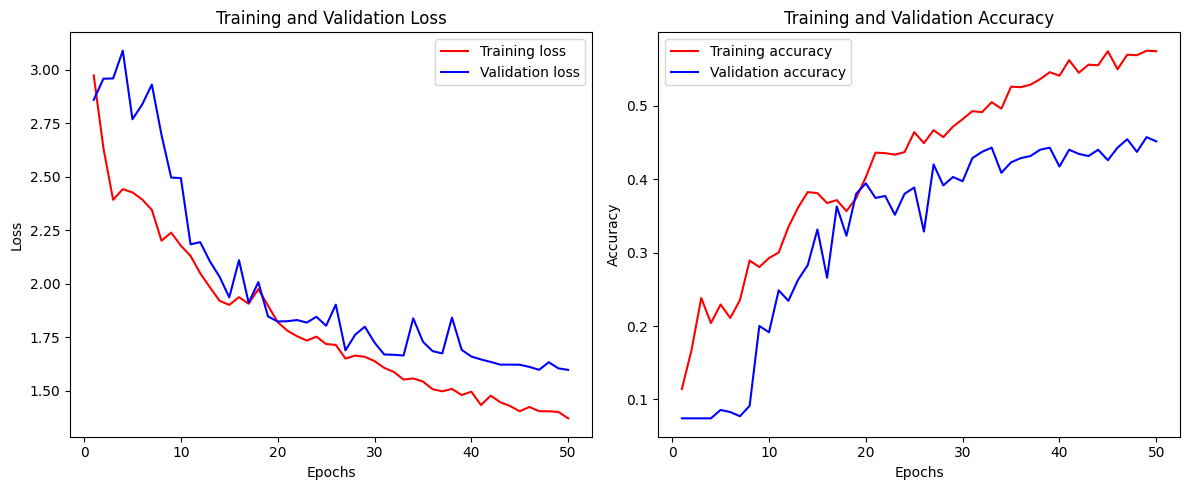 Training and Validation Loss
Training loss
Validation loss
3.00
2.75
2.50
2.25
2.00
1.75
1.50
Loss
0
10
20
30
40
50
Epochs
Training and Validation Accuracy
Training accuracy
Validation accuracy
0.5
0.4
0.3
0.2
0.1
Accuracy
0
10
20
30
40
50
Epochs